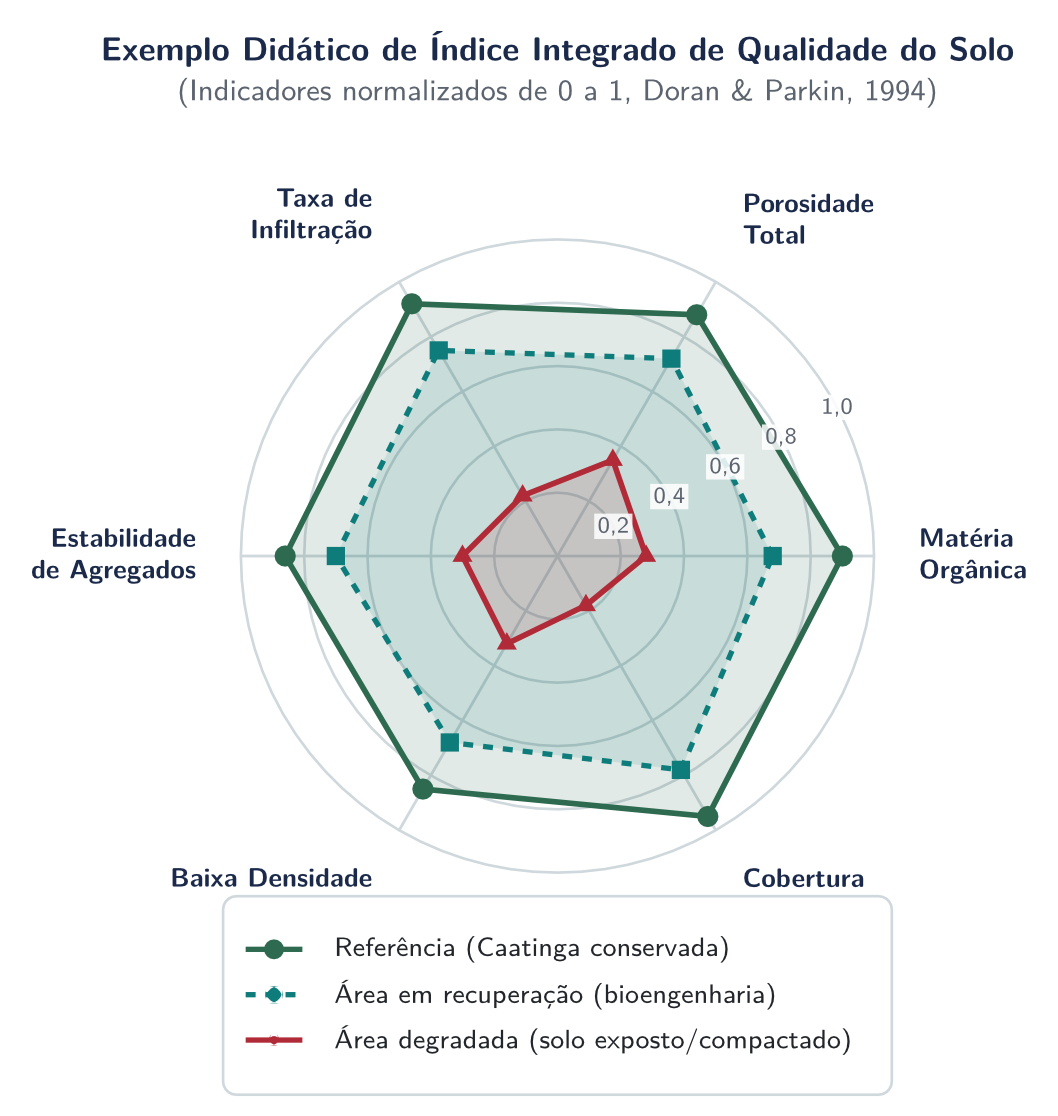 Exemplo Didático de Índice Integrado de Qualidade do Solo
(Indicadores normalizados de 0 a 1, Doran & Parkin, 1994)
Taxa de
Infiltração
Porosidade
Total
1,0
0,8
0,6
0,4
0,2
Estabilidade
de Agregados
Matéria
Orgânica
Baixa Densidade
Cobertura
Referência (Caatinga conservada)
Área em recuperação (bioengenharia)
Área degradada (solo exposto/compactado)